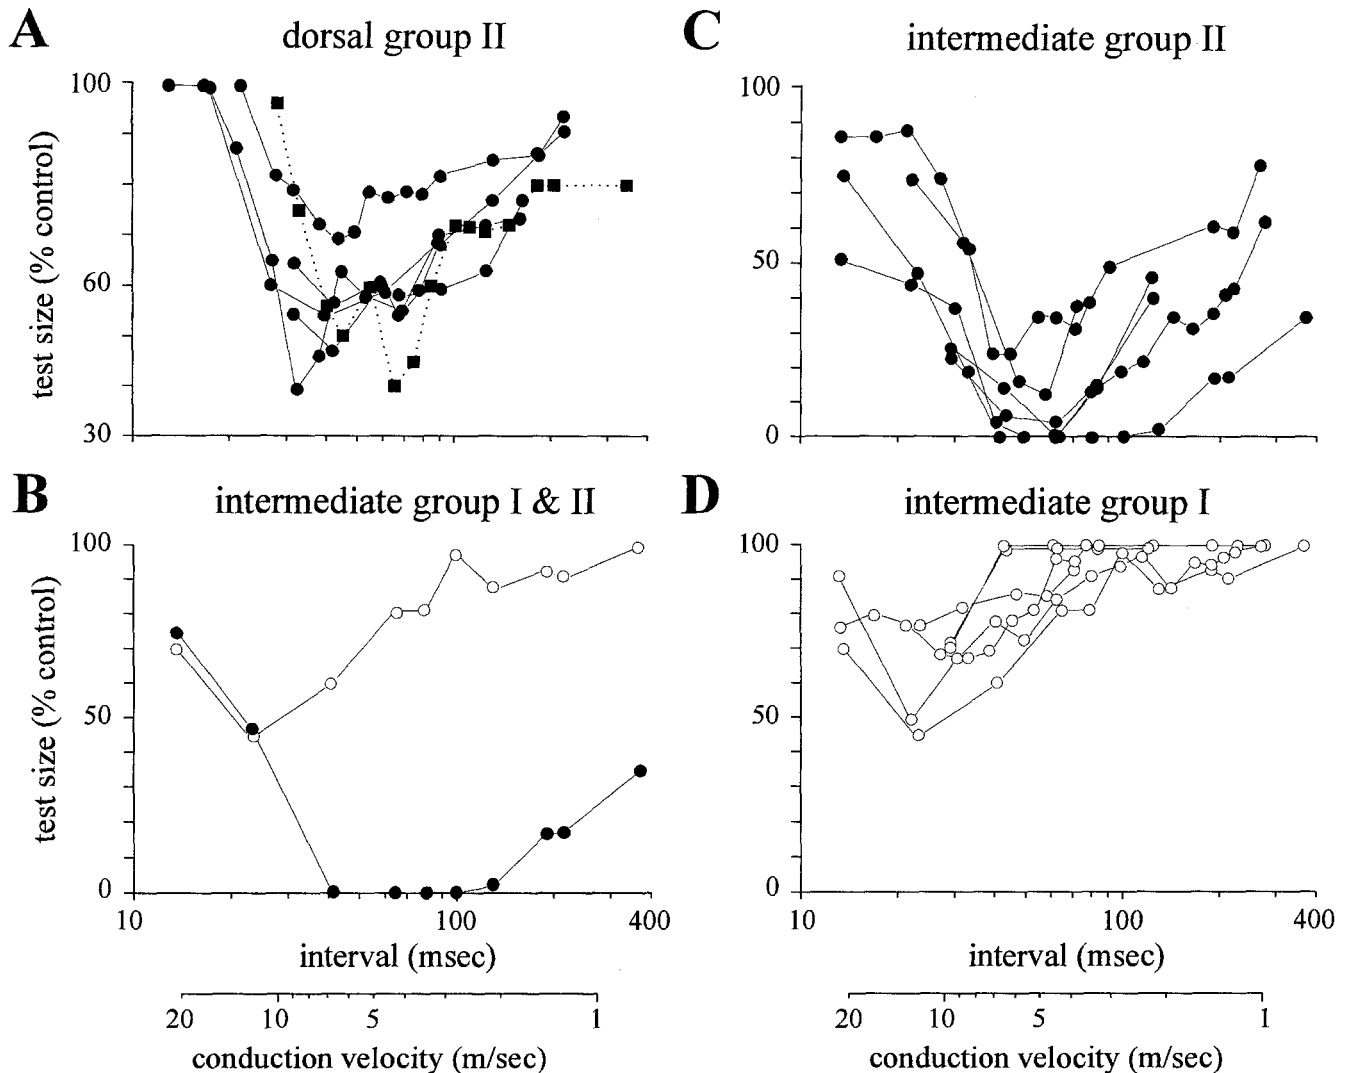 A
dorsal group II
100
60
30
test size (% control)
C
intermediate group II
100
50
0
B
intermediate group I & II
100
50
0
test size (% control)
10
100
400
interval (msec)
20
10
5
1
conduction velocity (m/sec)
D
intermediate group I
100
50
0
10
100
400
interval (msec)
20
10
5
1
conduction velocity (m/sec)